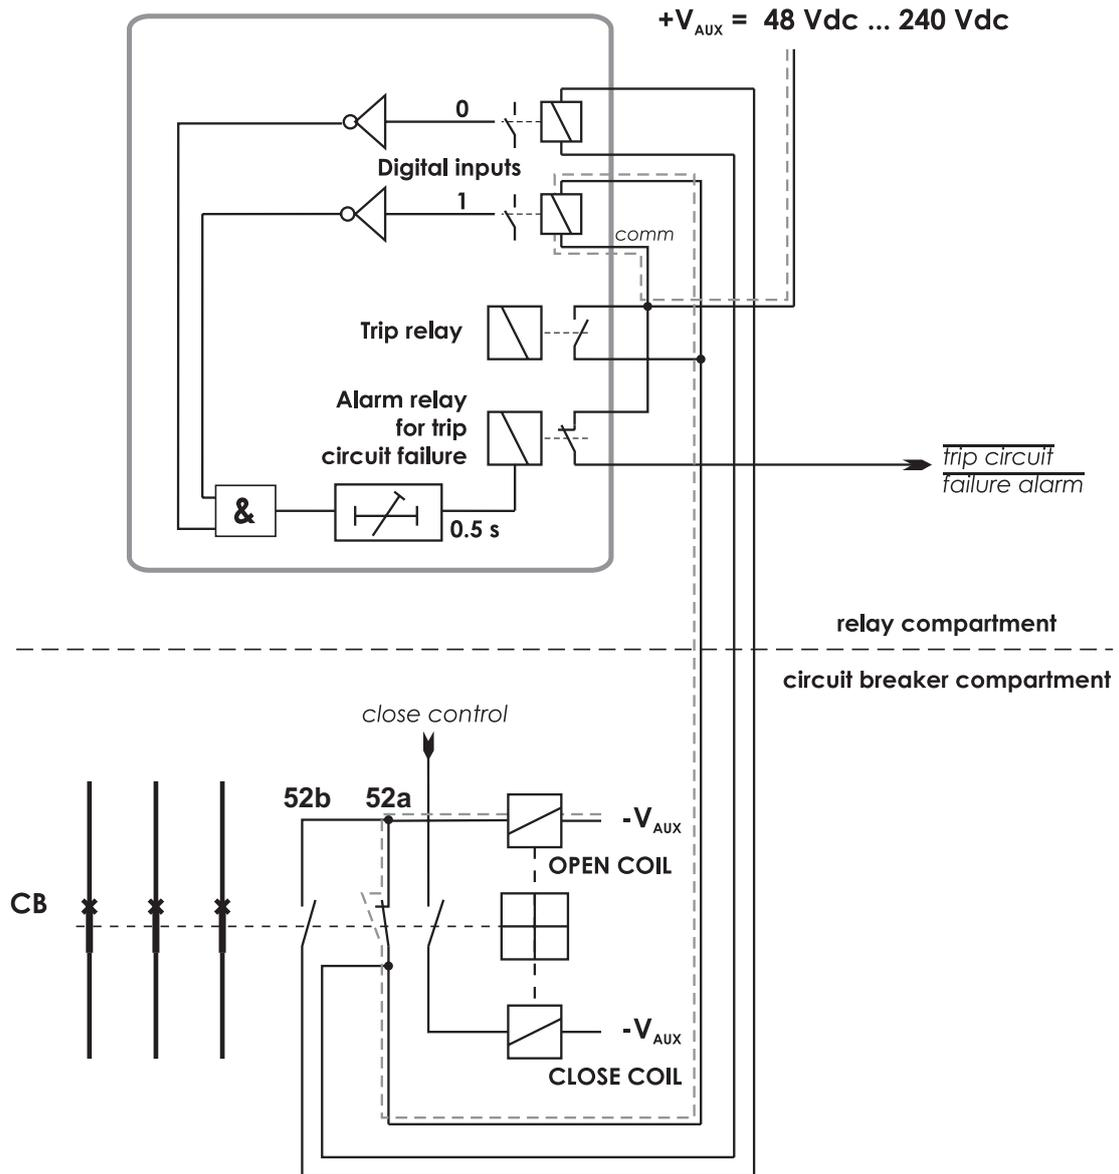 +VAUX = 48 Vdc ... 240 Vdc
0
Digital inputs
1
comm
Trip relay
Alarm relay
for trip
circuit failure
trip circuit
failure alarm
&
0.5 s
relay compartment
circuit breaker compartment
close control
52b 52a
-VAUX
OPEN COIL
CB
-VAUX
CLOSE COIL